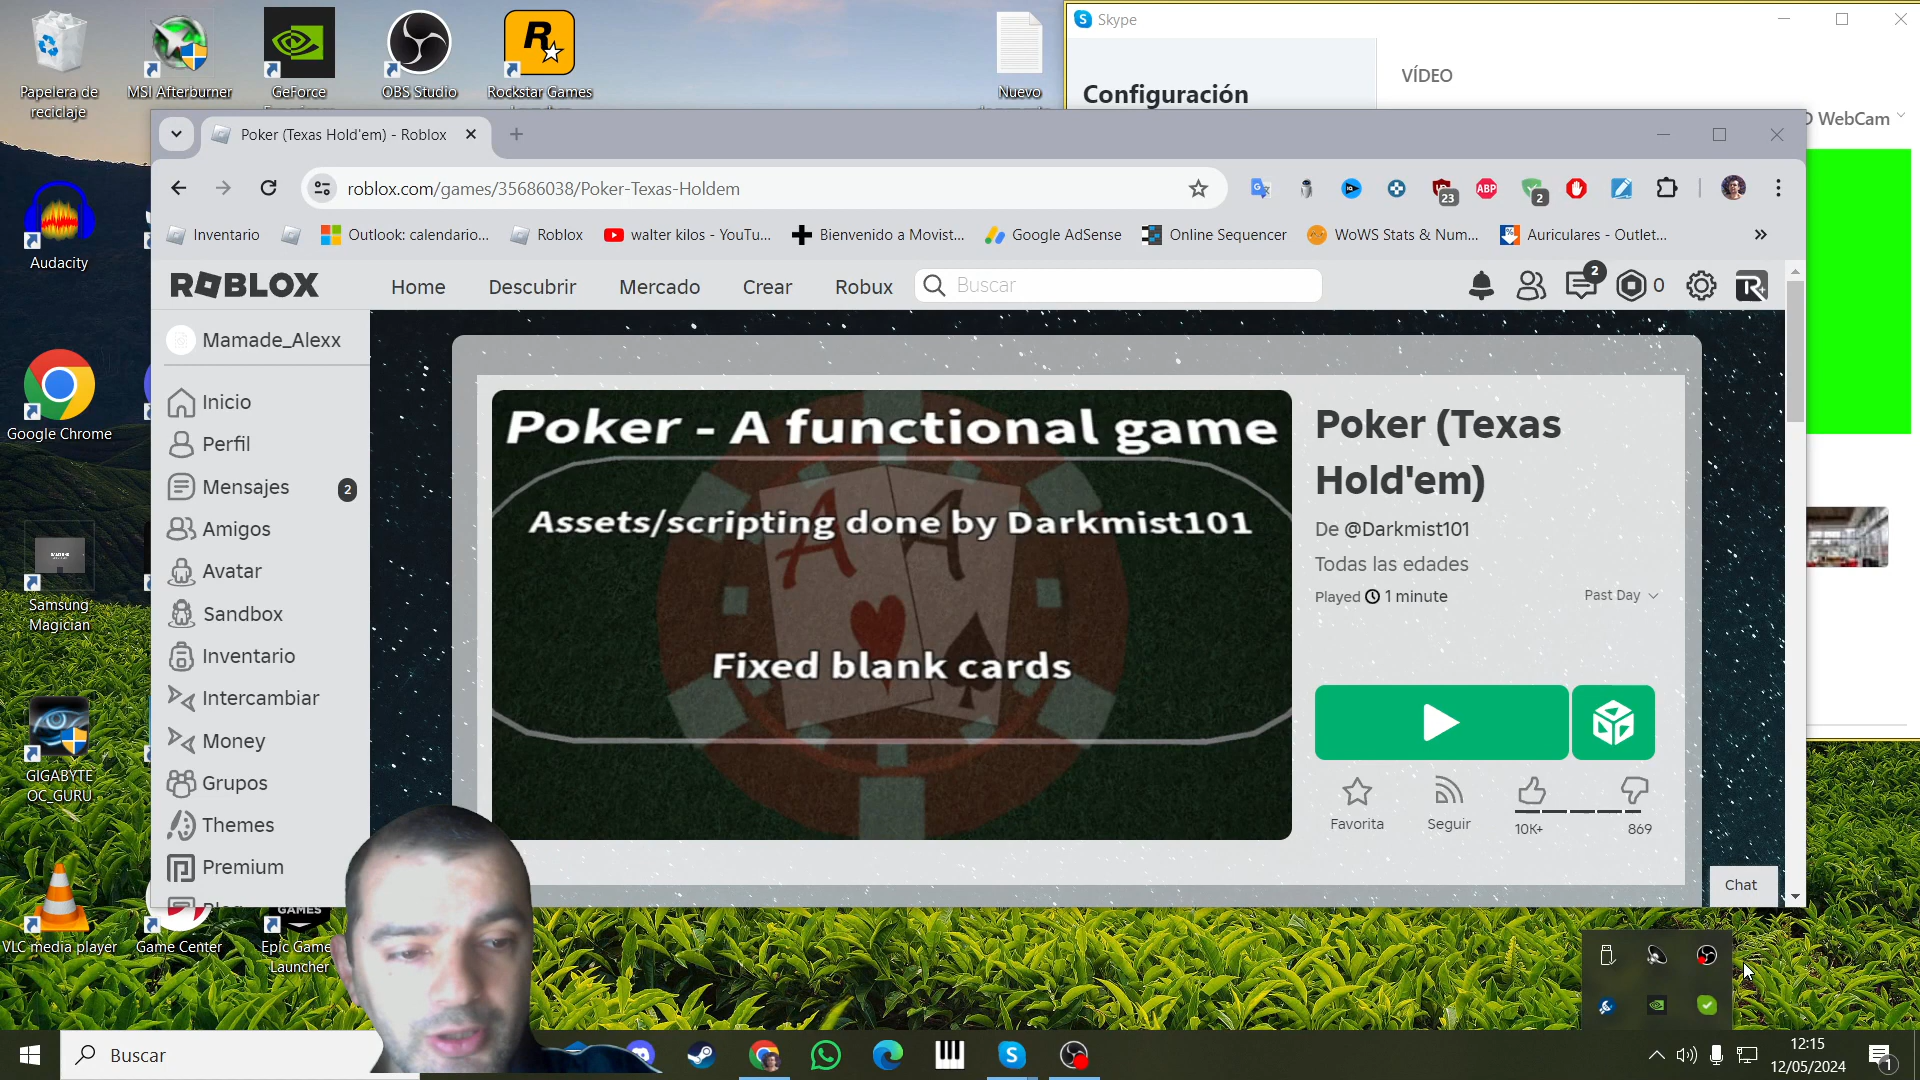 Papelera de
reciclaje
MSI Afterburner
GeForce
OBS Studio
Rockstar Games
Nuevo
Skype
Configuración
VÍDEO
WebCam
Poker (Texas Hold'em) - Roblox
roblox.com/games/35686038/Poker-Texas-Holdem
23
ABP
2
Inventario
Outlook: calendario...
Roblox
walter kilos - YouTu...
Bienvenido a Movist...
Google AdSense
Online Sequencer
WoWS Stats & Num...
Auriculares - Outlet...
ROBLOX
Home
Descubrir
Mercado
Crear
Robux
Buscar
2
0
Mamade_Alexx
Inicio
Perfil
Mensajes
2
Amigos
Avatar
Sandbox
Inventario
Intercambiar
Money
Grupos
Themes
Premium
Poker - A functional game
Assets/scripting done by Darkmist101
A A
Fixed blank cards
Poker (Texas
Hold'em)
De @Darkmist101
Todas las edades
Played 1 minute
Past Day
Favorita
Seguir
10K+
869
Chat
Audacity
Google Chrome
Samsung
Magician
GIGABYTE
OC_GURU
VLC media player
Game Center
GAMES
Epic Game
Launcher
Buscar
12:15
12/05/2024
1